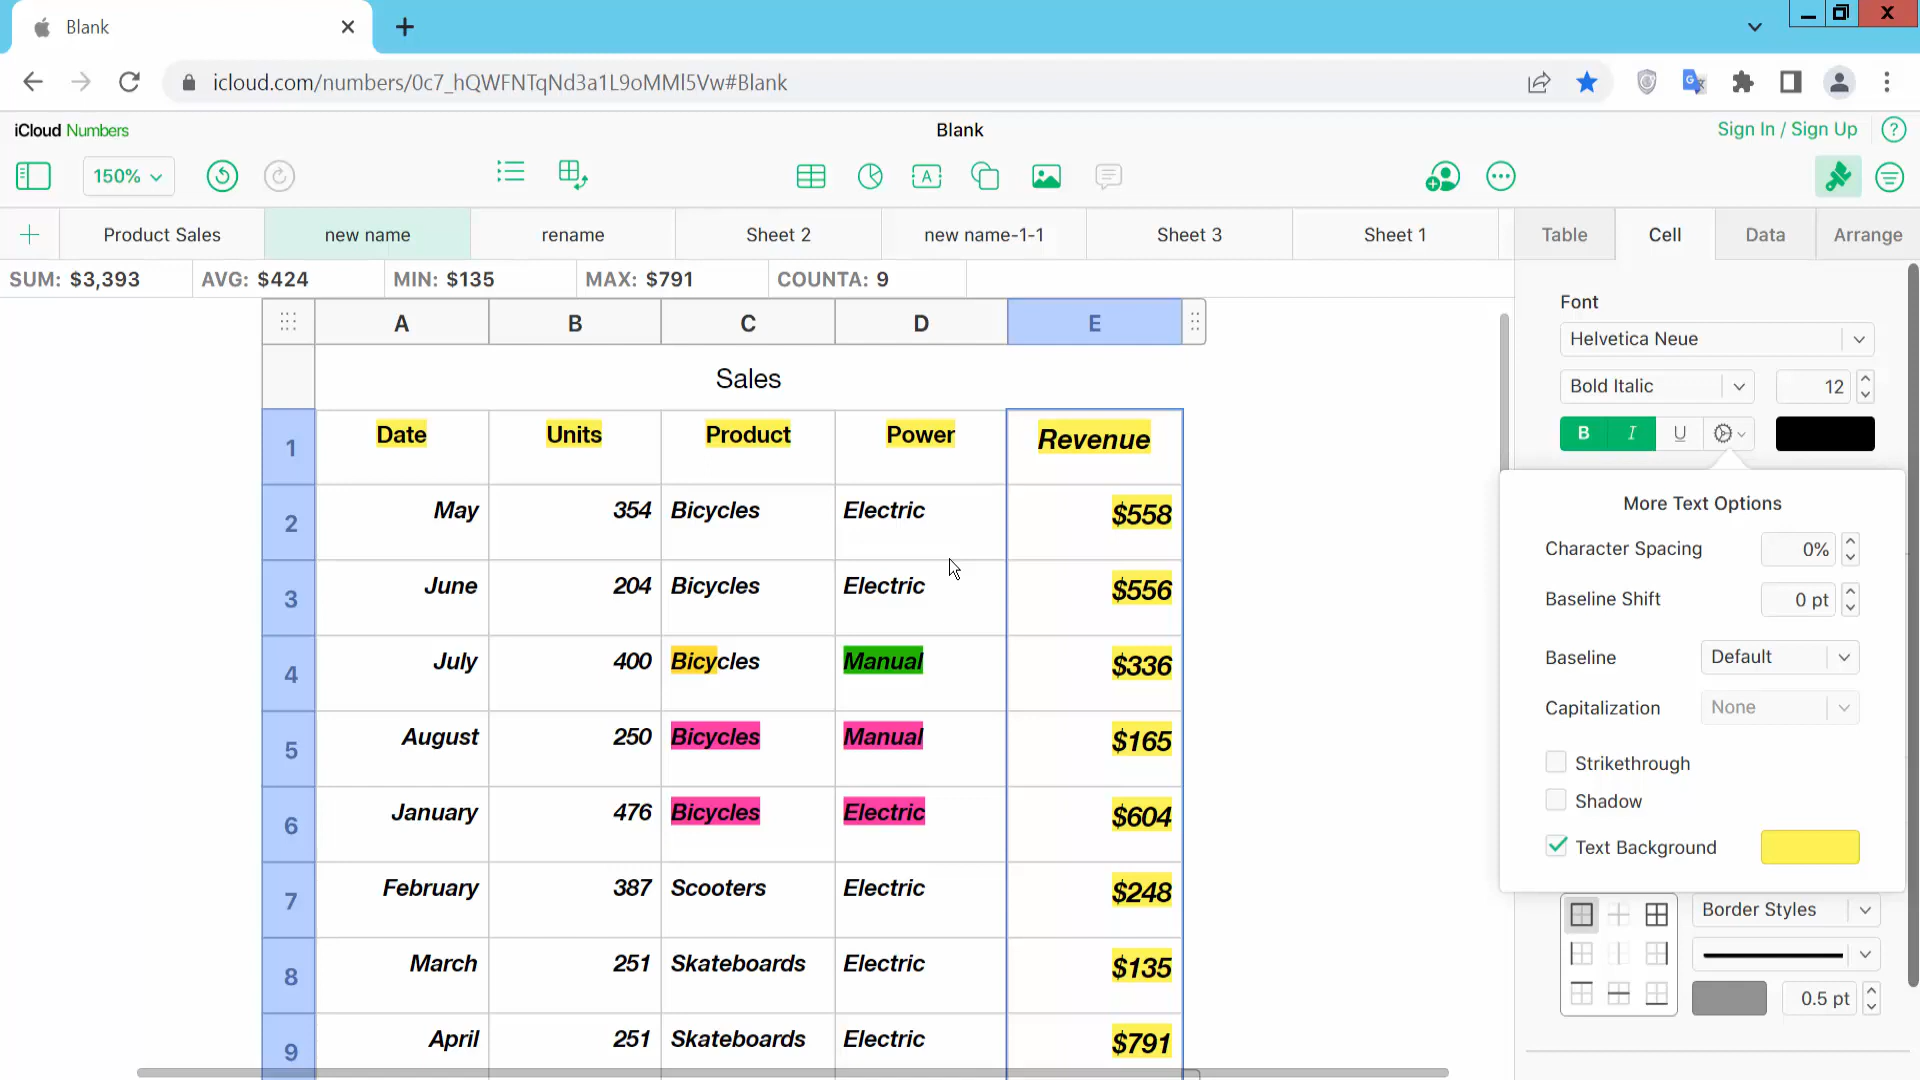 Blank
icloud.com/numbers/0c7_hQWFNTqNd3a1L9oMMl5Vw#Blank
iCloud Numbers
Blank
Sign In / Sign Up
?
150%
A
Product Sales
new name
rename
Sheet 2
new name-1-1
Sheet 3
Sheet 1
Table
Cell
Data
Arrange
SUM: $3,393
AVG: $424
MIN: $135
MAX: $791
COUNTA: 9
A B C D E
Sales
1 Date Units Product Power Revenue
2 May 354 Bicycles Electric $558
3 June 204 Bicycles Electric $556
4 July 400 Bicycles Manual $336
5 August 250 Bicycles Manual $165
6 January 476 Bicycles Electric $604
7 February 387 Scooters Electric $248
8 March 251 Skateboards Electric $135
9 April 251 Skateboards Electric $791
Font
Helvetica Neue
Bold Italic 12
B I U
More Text Options
Character Spacing 0%
Baseline Shift 0 pt
Baseline Default
Capitalization None
Strikethrough
Shadow
Text Background
Border Styles
0.5 pt